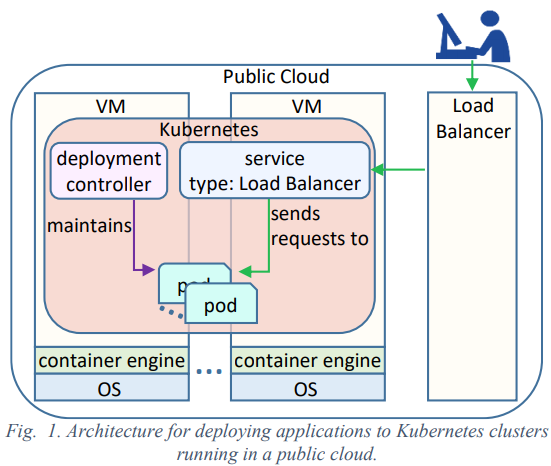 Public Cloud
VM
VM
Load
Balancer
Kubernetes
deployment
controller
service
type: Load Balancer
maintains
sends
requests to
pod
pod
container engine
...
container engine
OS
OS
Fig. 1. Architecture for deploying applications to Kubernetes clusters
running in a public cloud.